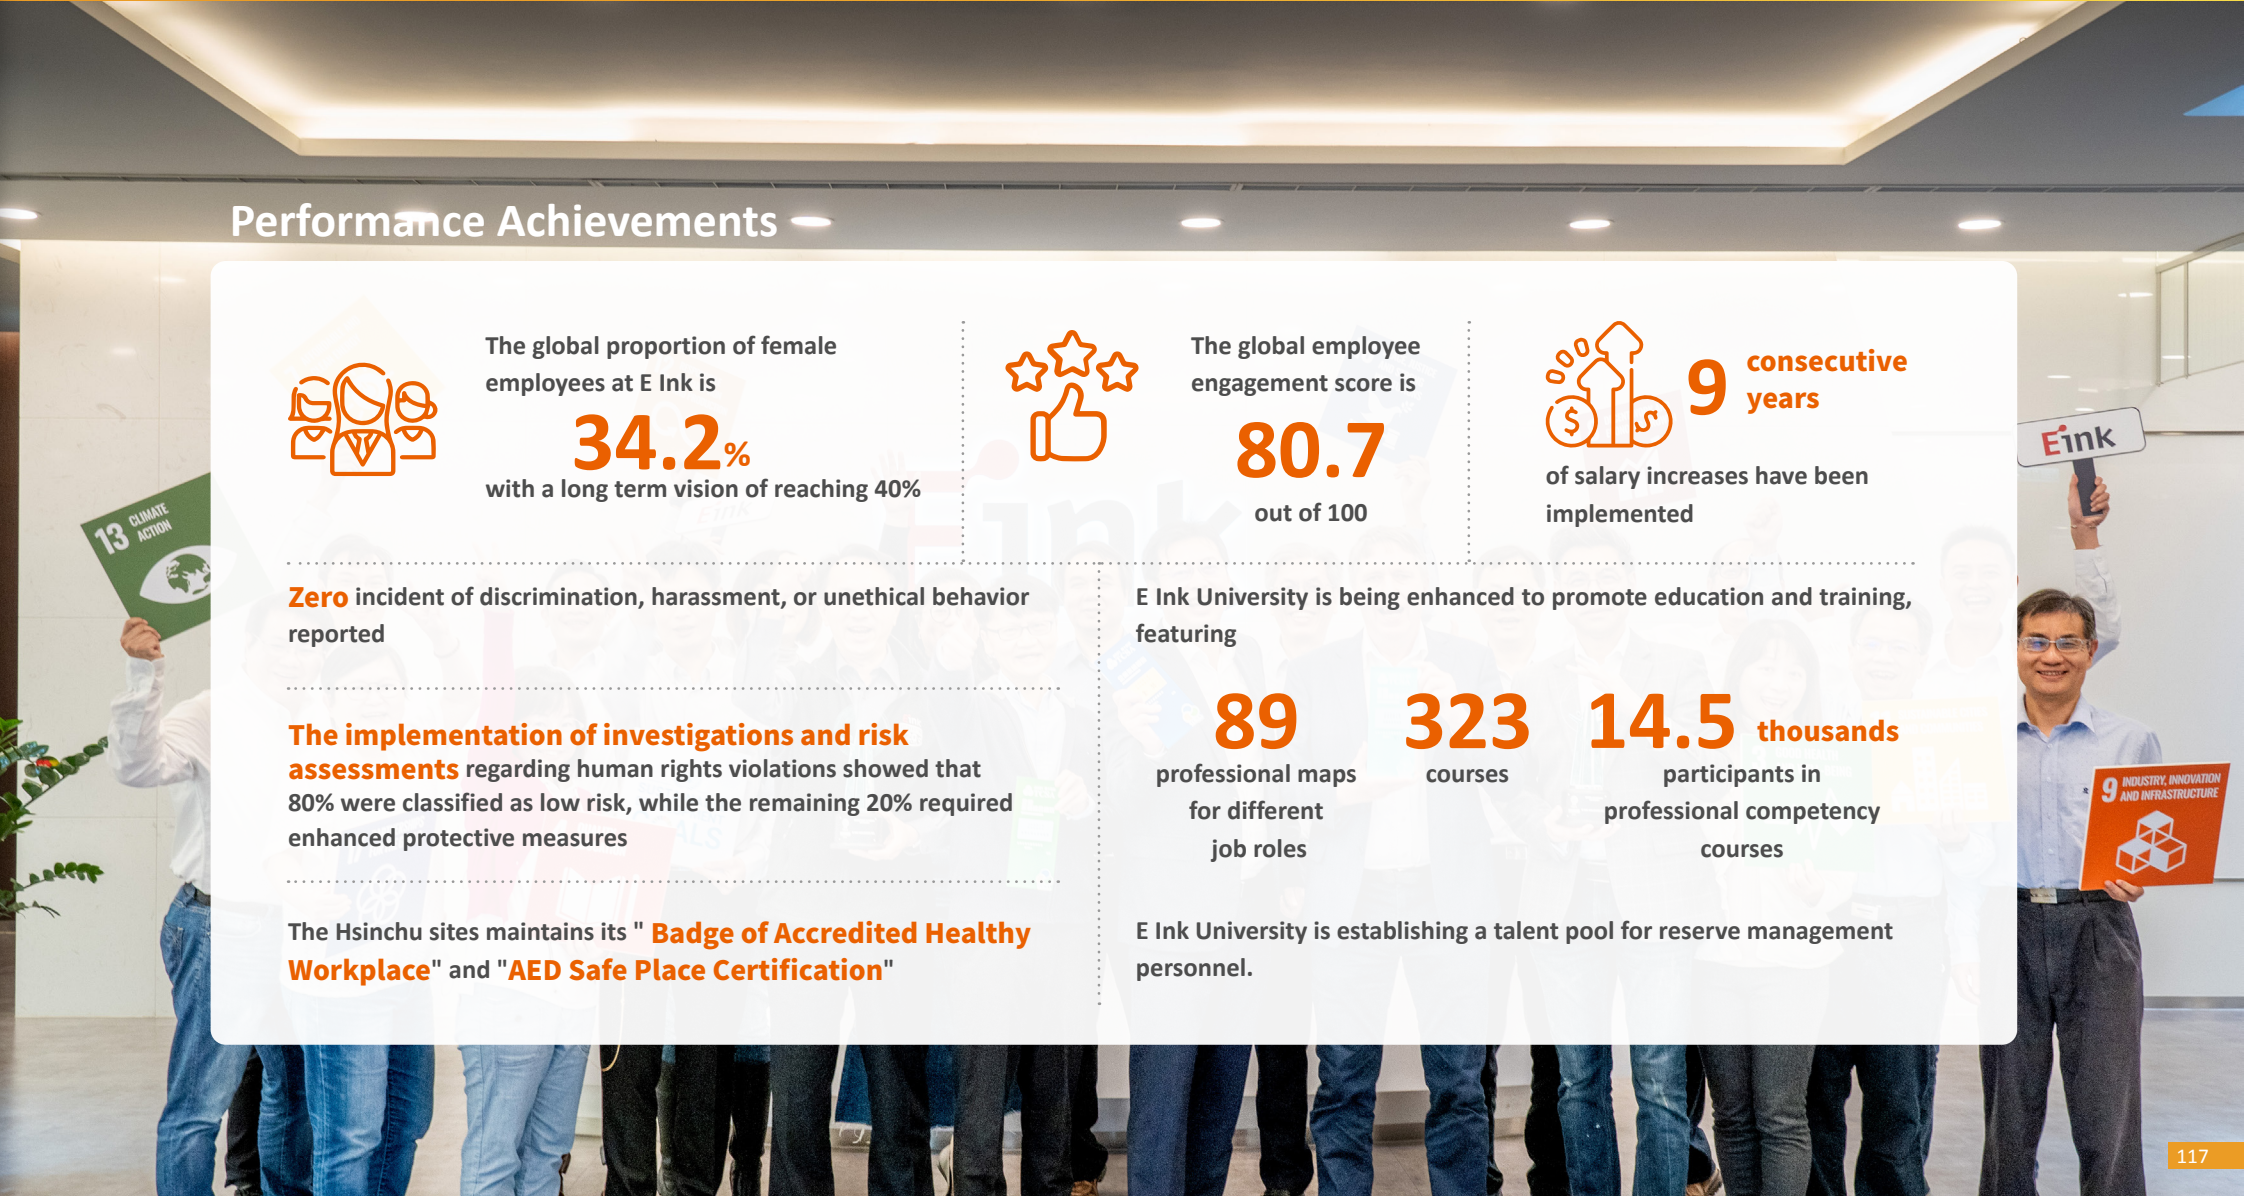 Performance Achievements
The global proportion of female
employees at E Ink is
34.2%
with a long term vision of reaching 40%
The global employee
engagement score is
80.7
out of 100
9 consecutive
years
of salary increases have been
implemented
Zero incident of discrimination, harassment, or unethical behavior
reported
The implementation of investigations and risk
assessments regarding human rights violations showed that
80% were classified as low risk, while the remaining 20% required
enhanced protective measures
The Hsinchu sites maintains its " Badge of Accredited Healthy
Workplace" and "AED Safe Place Certification"
E Ink University is being enhanced to promote education and training,
featuring
89
professional maps
for different
job roles
323
courses
14.5 thousands
participants in
professional competency
courses
E Ink University is establishing a talent pool for reserve management
personnel.
13 CLIMATE
ACTION
Eink
9 INDUSTRY, INNOVATION
AND INFRASTRUCTURE
Eink
117